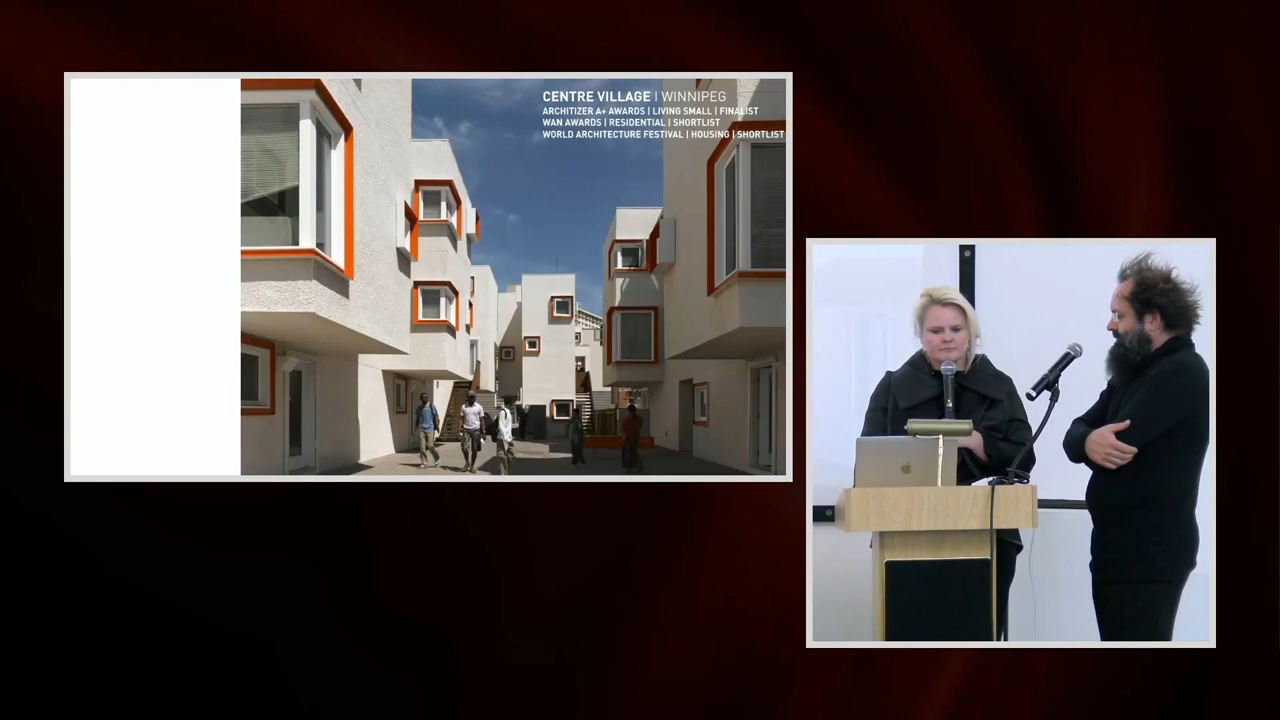 CENTRE VILLAGE | WINNIPEG
ARCHITIZER A+ AWARDS | LIVING SMALL | FINALIST
WAN AWARDS | RESIDENTIAL | SHORTLIST
WORLD ARCHITECTURE FESTIVAL | HOUSING | SHORTLIST